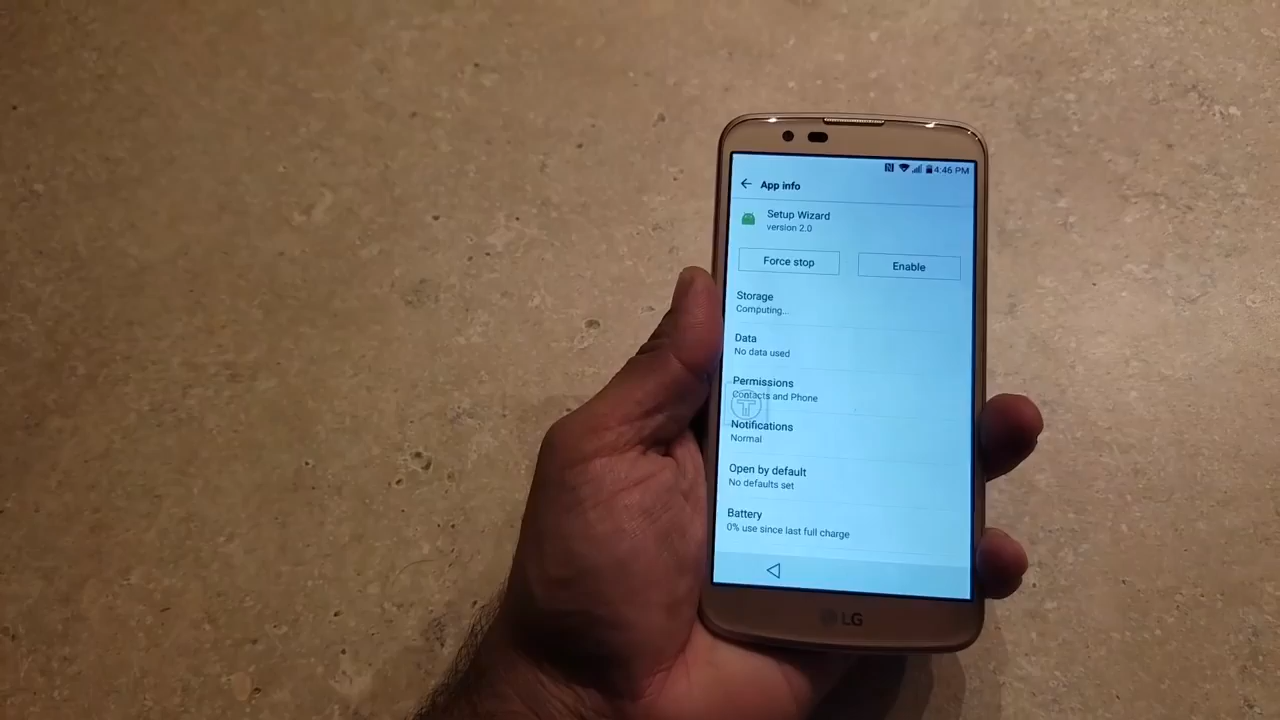 4:46 PM
App info
Setup Wizard
version 2.0
Force stop
Enable
Storage
Computing...
Data
No data used
Permissions
Contacts and Phone
Notifications
Normal
Open by default
No defaults set
Battery
0% use since last full charge
LG